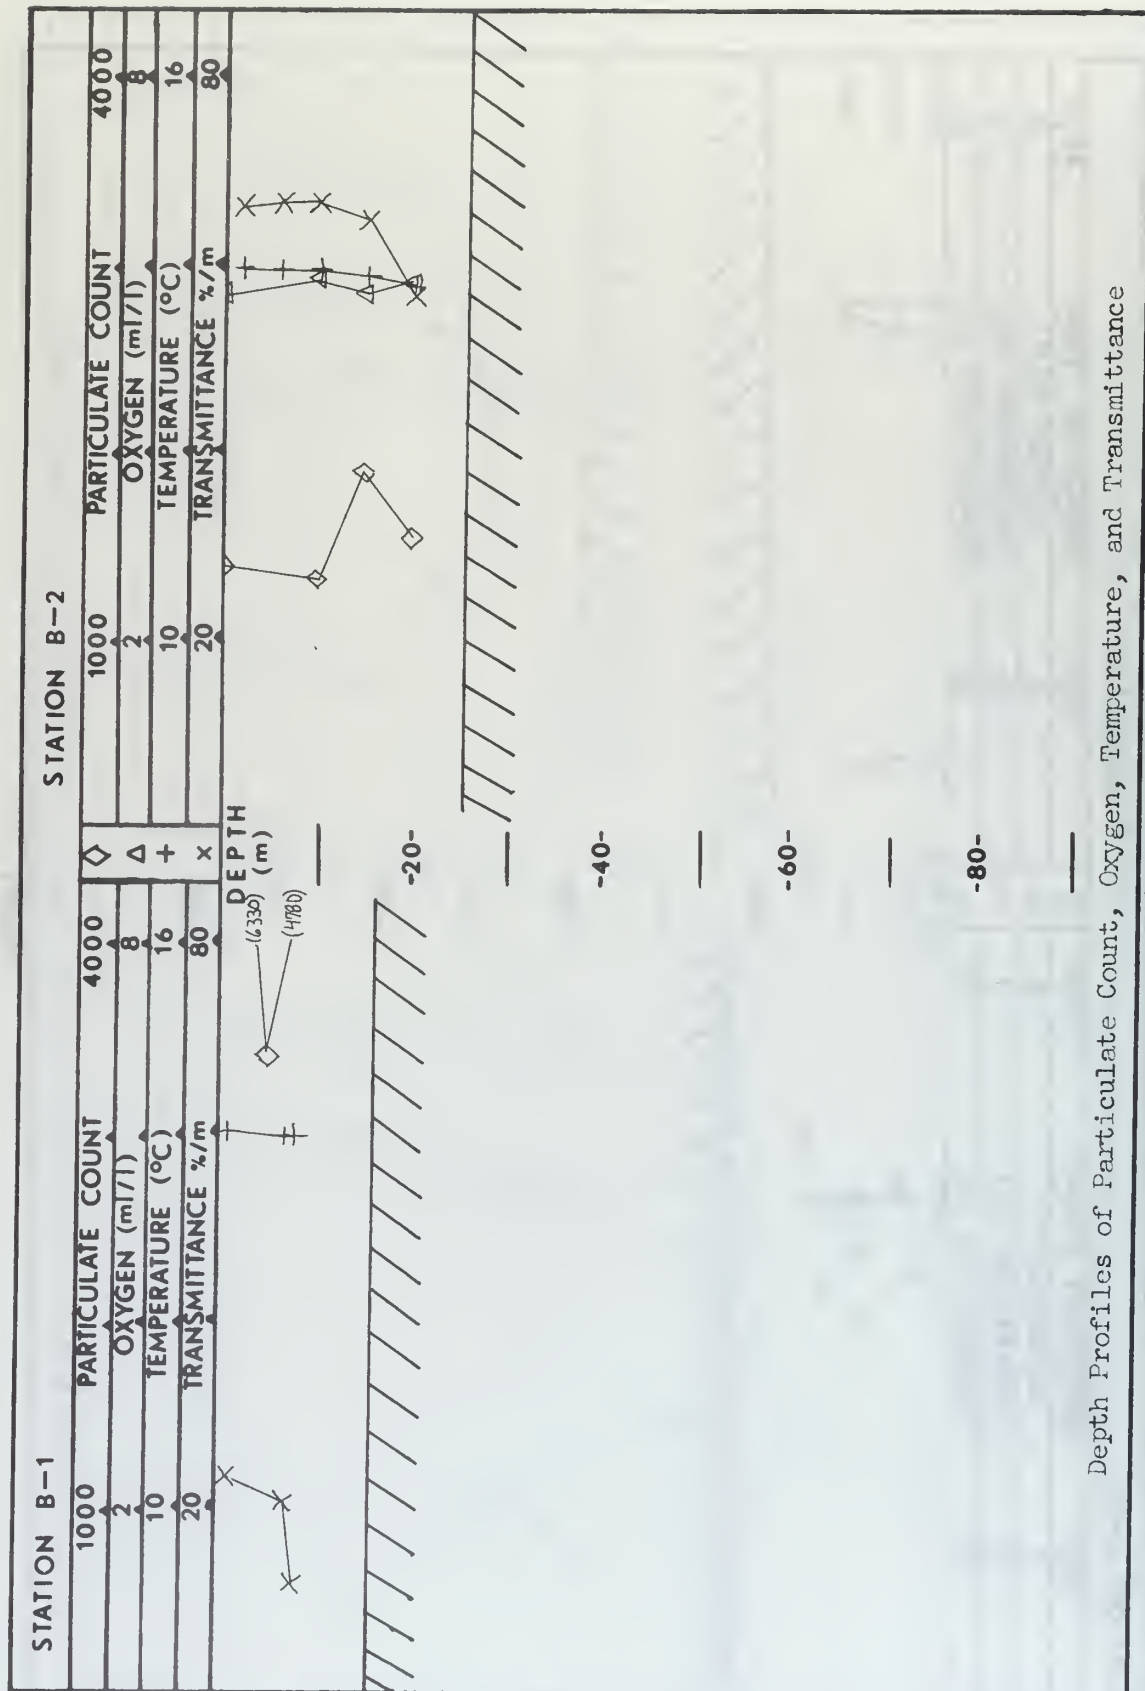 STATION B-1
STATION B-2
1000 PARTICULATE COUNT 4000 ◇ 1000 PARTICULATE COUNT 4000
2 OXYGEN (ml/l) 8 Δ 2 OXYGEN (ml/l) 8
10 TEMPERATURE (°C) 16 + 10 TEMPERATURE (°C) 16
20 TRANSMITTANCE %/m 80 × 20 TRANSMITTANCE %/m 80
DEPTH
(m)
(6330)
(4780)
-20-
-40-
-60-
-80-
Depth Profiles of Particulate Count, Oxygen, Temperature, and Transmittance